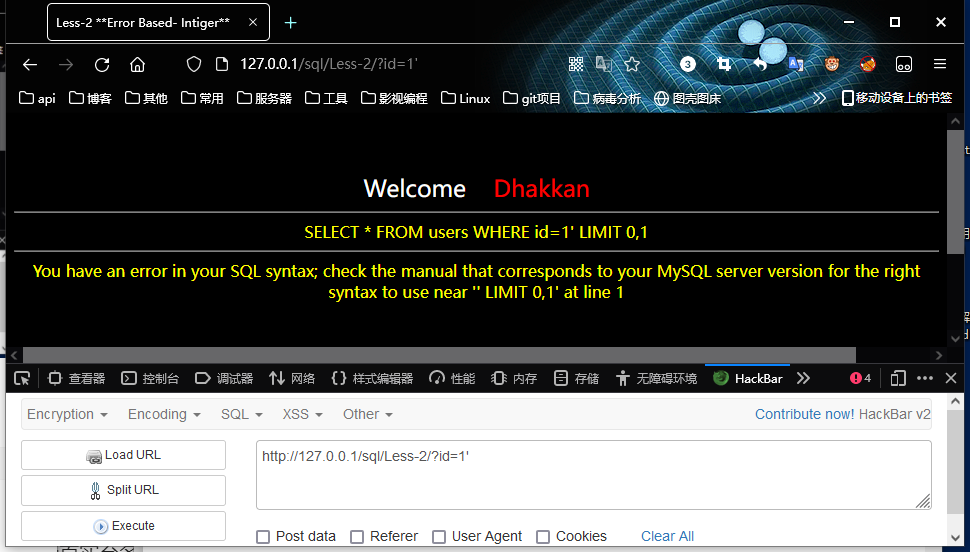 Less-2 **Error Based- Intiger**
127.0.0.1/sql/Less-2/?id=1'
3
api 博客 其他 常用 服务器 工具 影视编程 Linux git项目 病毒分析 图壳图床 移动设备上的书签
Welcome Dhakkan
SELECT * FROM users WHERE id=1' LIMIT 0,1
You have an error in your SQL syntax; check the manual that corresponds to your MySQL server version for the right
syntax to use near '' LIMIT 0,1' at line 1
查看器 控制台 调试器 网络 样式编辑器 性能 内存 存储 无障碍环境 HackBar 4
Encryption Encoding SQL XSS Other Contribute now! HackBar v2
Load URL http://127.0.0.1/sql/Less-2/?id=1'
Split URL
Execute
Post data Referer User Agent Cookies Clear All